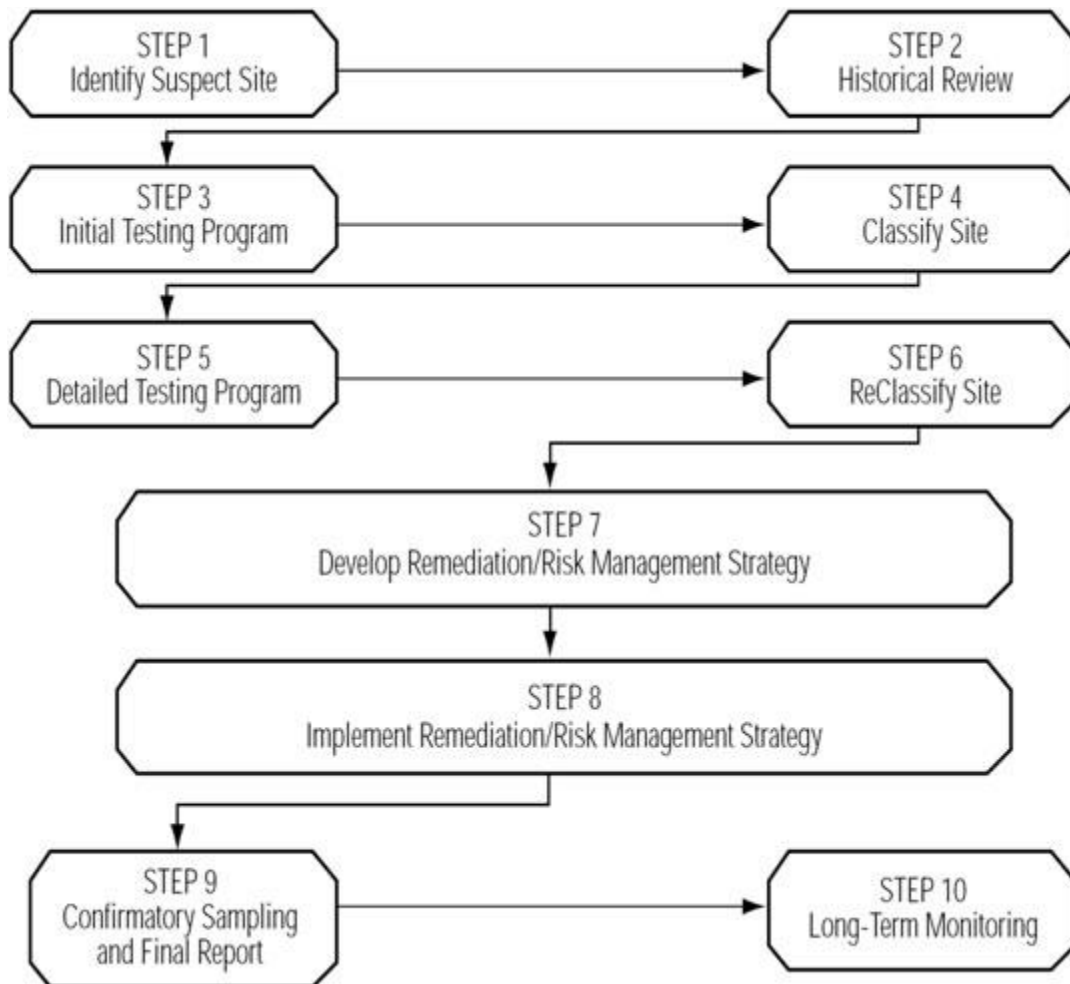 STEP 1
Identify Suspect Site
STEP 2
Historical Review
STEP 3
Initial Testing Program
STEP 4
Classify Site
STEP 5
Detailed Testing Program
STEP 6
ReClassify Site
STEP 7
Develop Remediation/Risk Management Strategy
STEP 8
Implement Remediation/Risk Management Strategy
STEP 9
Confirmatory Sampling
and Final Report
STEP 10
Long-Term Monitoring